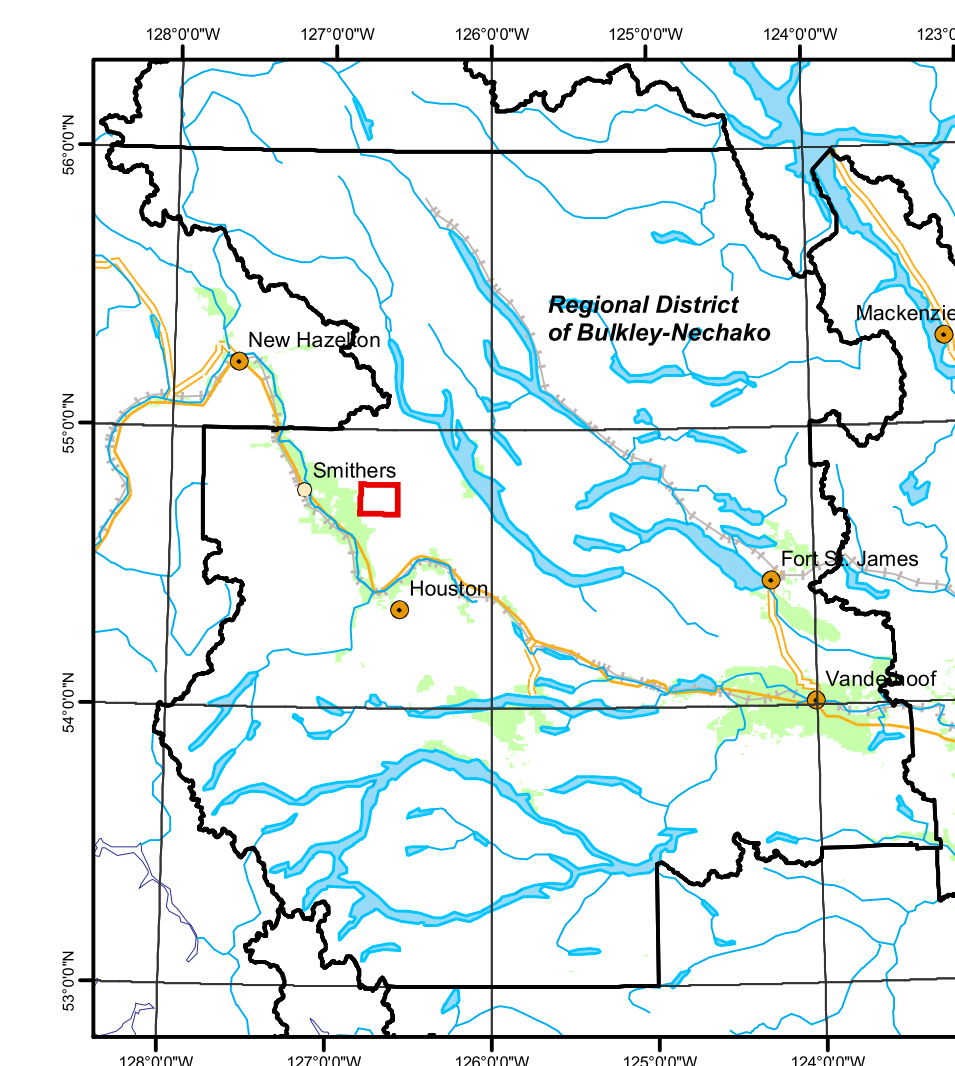 128°0'0"W 127°0'0"W 126°0'0"W 125°0'0"W 124°0'0"W 123°0
56°0'0"N
Regional District
of Bulkley-Nechako
Mackenzie
New Hazelton
55°0'0"N
Smithers
Fort St. James
Houston
Vanderhoof
54°0'0"N
53°0'0"N
128°0'0"W 127°0'0"W 126°0'0"W 125°0'0"W 124°0'0"W